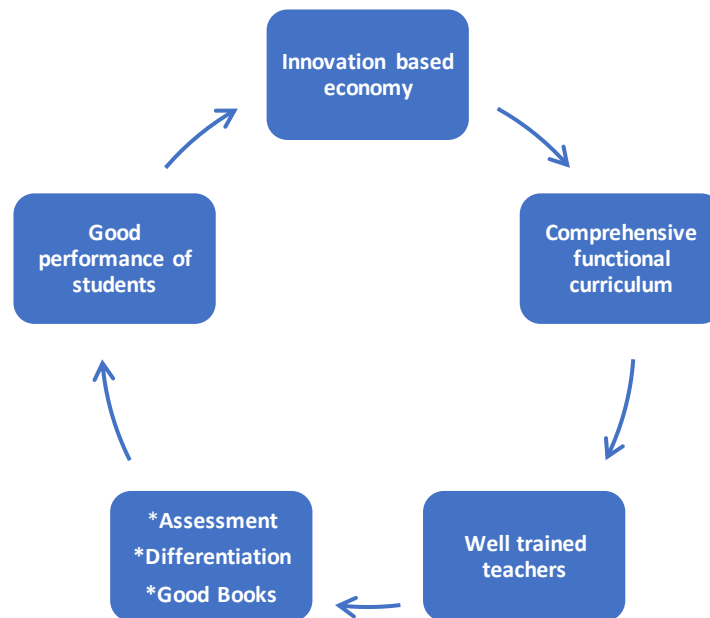 Innovation based
economy
Comprehensive
functional
curriculum
Well trained
teachers
*Assessment
*Differentiation
*Good Books
Good
performance of
students